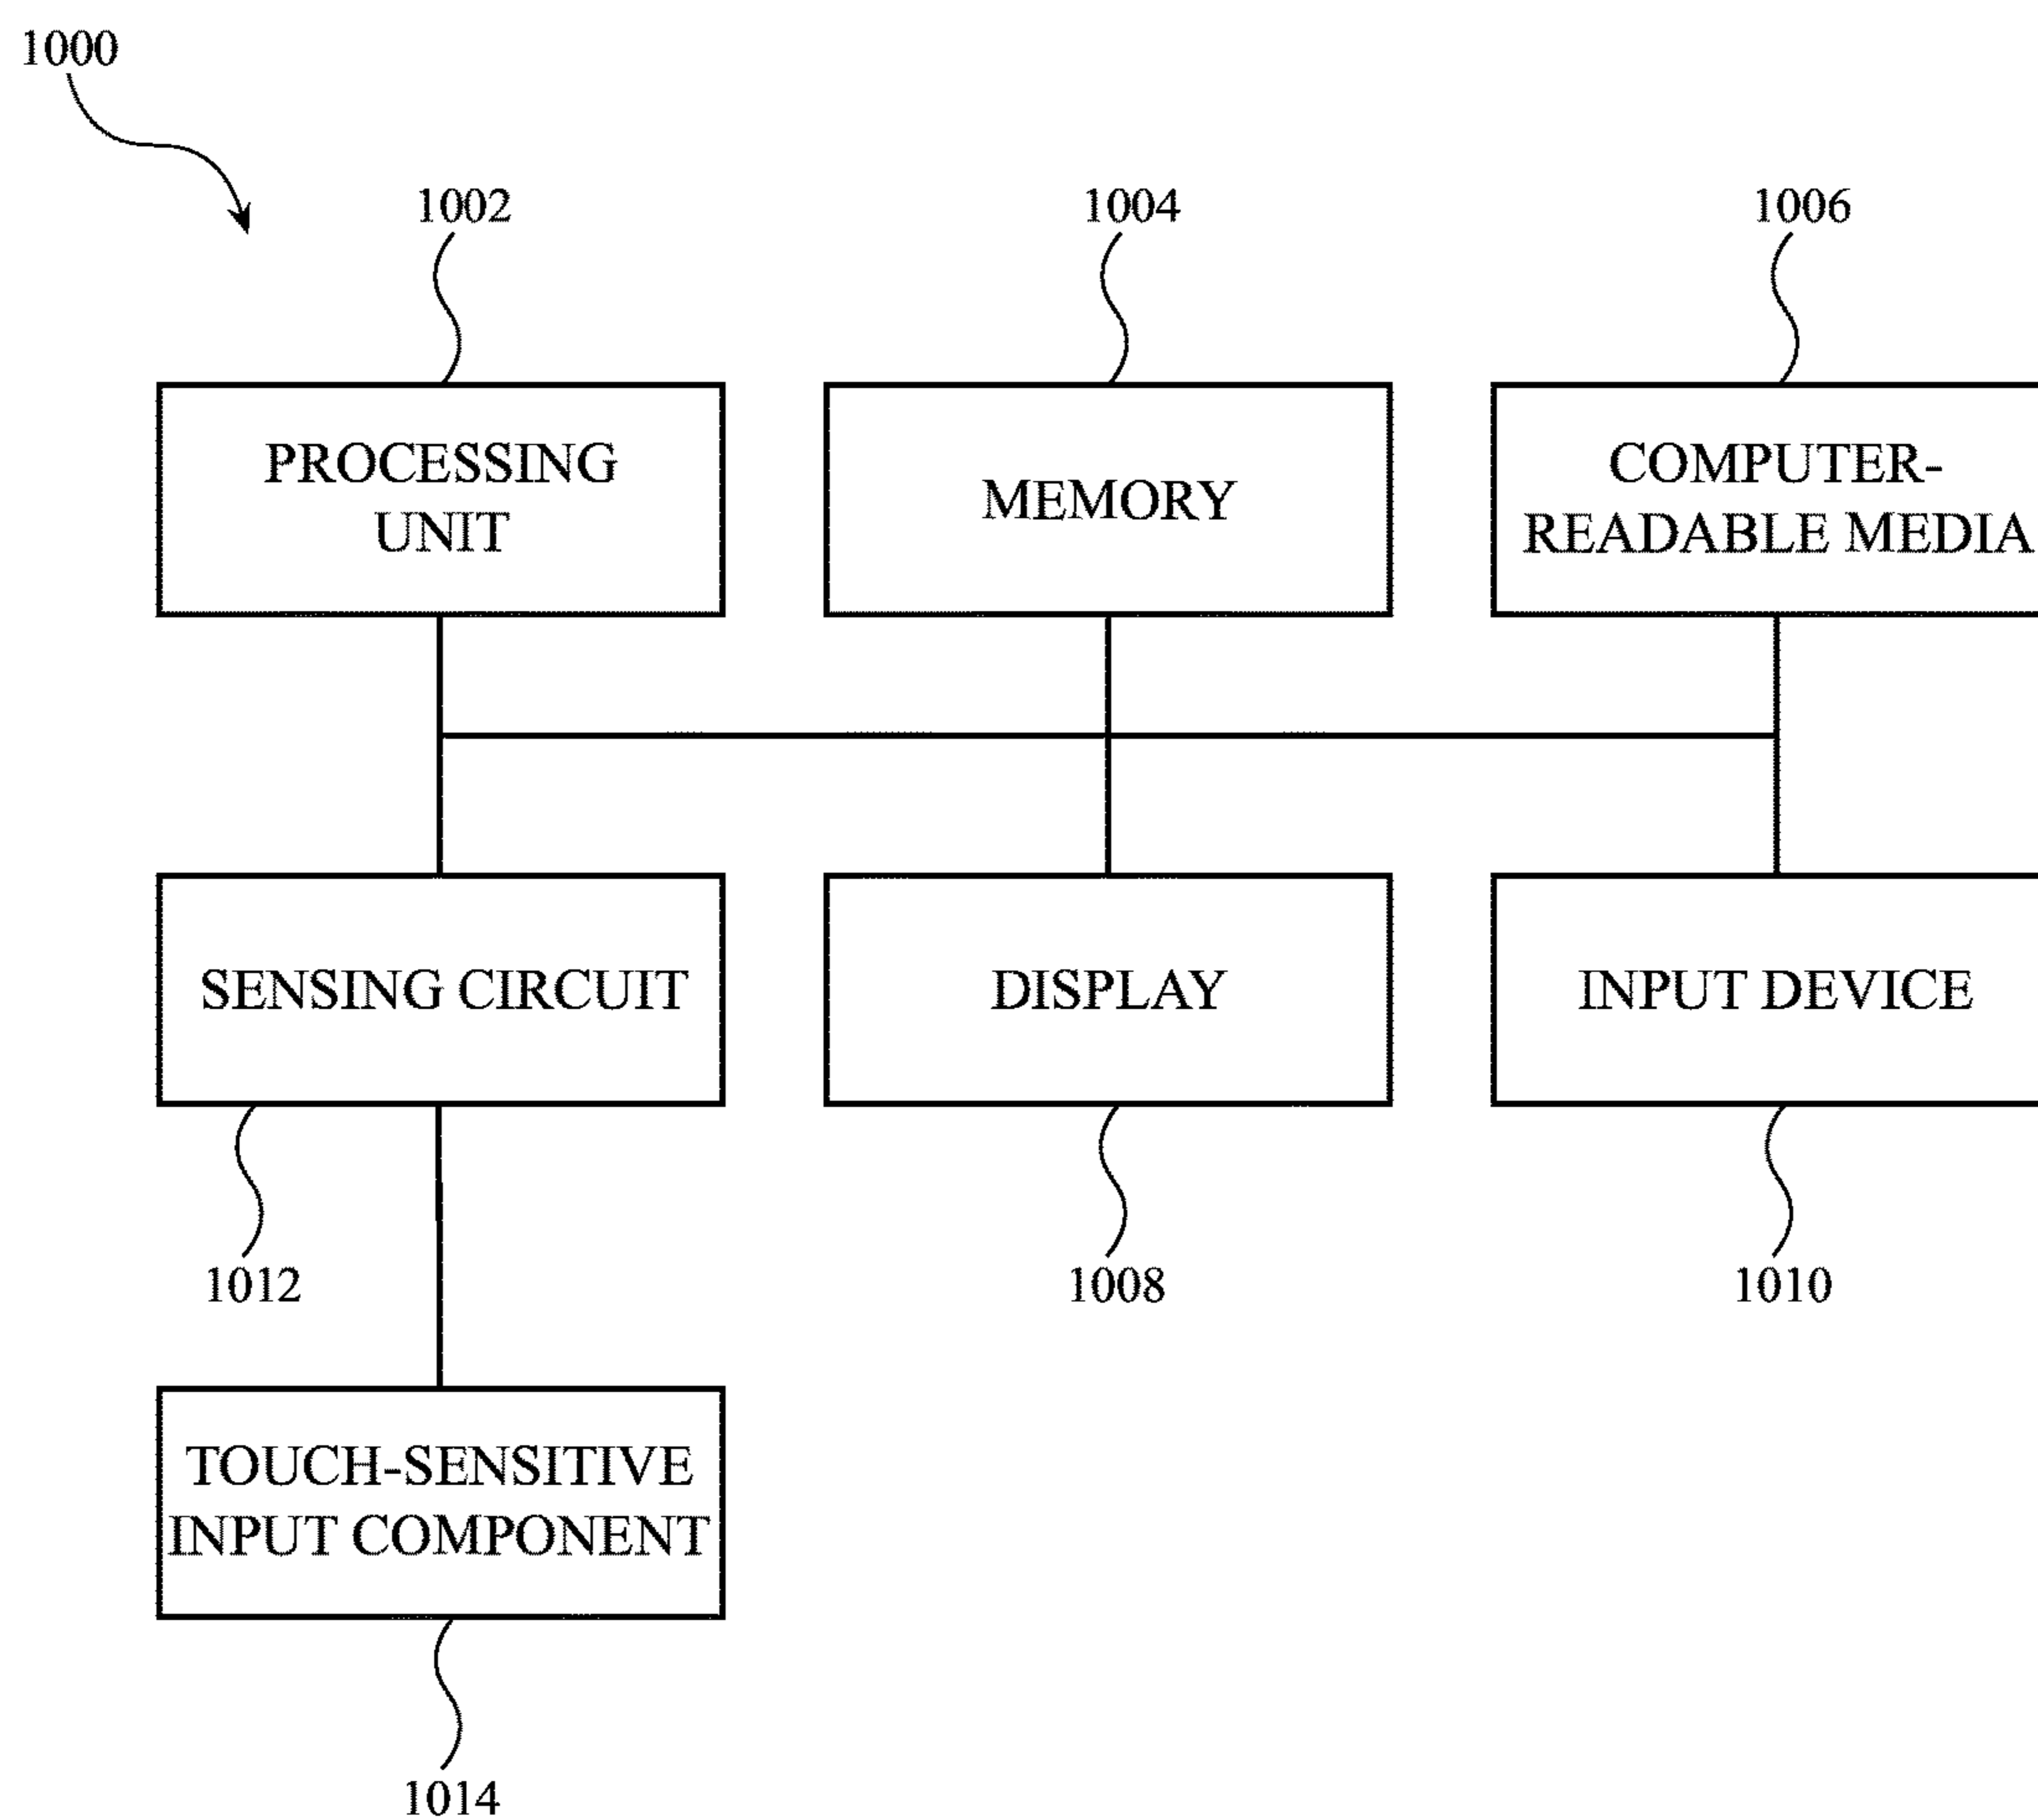 1000
1002
1004
1006
PROCESSING
UNIT
MEMORY
COMPUTER-
READABLE MEDIA
SENSING CIRCUIT
DISPLAY
INPUT DEVICE
1012
1008
1010
TOUCH-SENSITIVE
INPUT COMPONENT
1014